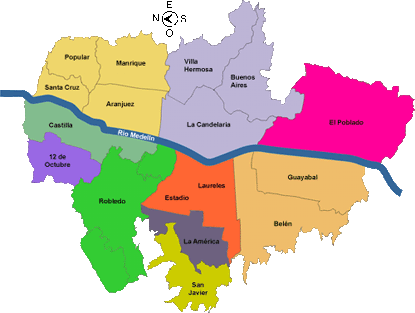 E
N S
O
Popular
Manrique
Villa
Hermosa
Buenos
Aires
Santa Cruz
Aranjuez
La Candelaria
El Poblado
Castilla
Río Medellín
12 de
Octubre
Robledo
Laureles
Estadio
Guayabal
Belén
La América
San
Javier